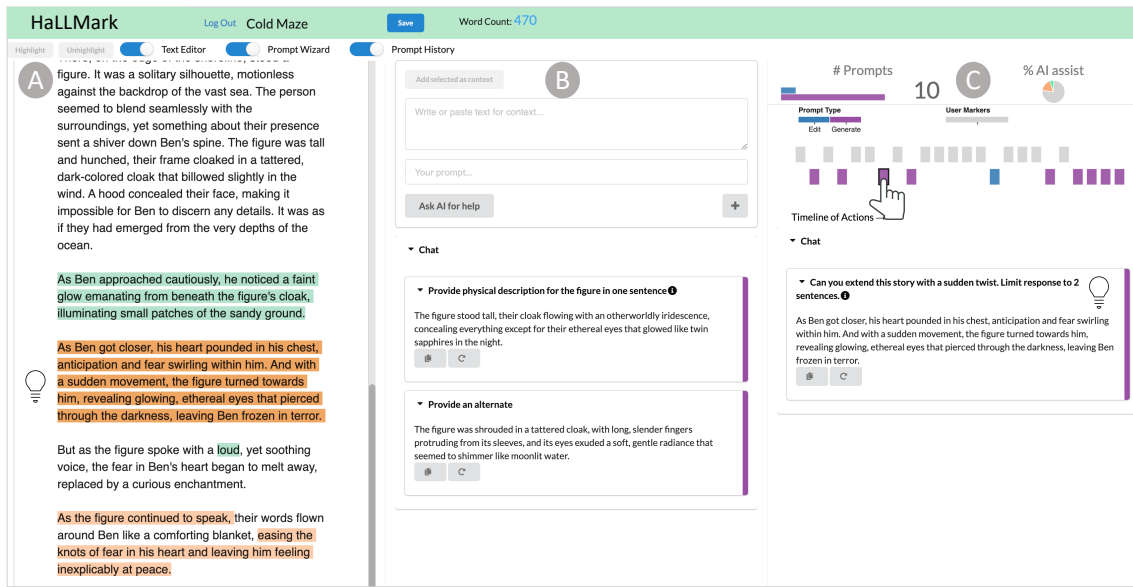 HaLLMark
Log Out
Cold Maze
Save
Word Count: 470
Highlight
Unhighlight
Text Editor
Prompt Wizard
Prompt History
A
There, on the edge of the shoreline, stood a
figure. It was a solitary silhouette, motionless
against the backdrop of the vast sea. The person
seemed to blend seamlessly with the
surroundings, yet something about their presence
sent a shiver down Ben's spine. The figure was tall
and hunched, their frame cloaked in a tattered,
dark-colored cloak that billowed slightly in the
wind. A hood concealed their face, making it
impossible for Ben to discern any details. It was as
if they had emerged from the very depths of the
ocean.
As Ben approached cautiously, he noticed a faint
glow emanating from beneath the figure's cloak,
illuminating small patches of the sandy ground.
As Ben got closer, his heart pounded in his chest,
anticipation and fear swirling within him. And with
a sudden movement, the figure turned towards
him, revealing glowing, ethereal eyes that pierced
through the darkness, leaving Ben frozen in terror.
But as the figure spoke with a loud, yet soothing
voice, the fear in Ben's heart began to melt away,
replaced by a curious enchantment.
As the figure continued to speak, their words flown
around Ben like a comforting blanket, easing the
knots of fear in his heart and leaving him feeling
inexplicably at peace.
Add selected as context
B
Write or paste text for context...
Your prompt...
Ask AI for help
+
Chat
Provide physical description for the figure in one sentence
The figure stood tall, their cloak flowing with an otherworldly iridescence,
concealing everything except for their ethereal eyes that glowed like twin
sapphires in the night.
Provide an alternate
The figure was shrouded in a tattered cloak, with long, slender fingers
protruding from its sleeves, and its eyes exuded a soft, gentle radiance that
seemed to shimmer like moonlit water.
# Prompts
10
C
% AI assist
Prompt Type
Edit
Generate
User Markers
Timeline of Actions
Chat
Can you extend this story with a sudden twist. Limit response to 2
sentences.
As Ben got closer, his heart pounded in his chest, anticipation and fear swirling
within him. And with a sudden movement, the figure turned towards him,
revealing glowing, ethereal eyes that pierced through the darkness, leaving Ben
frozen in terror.